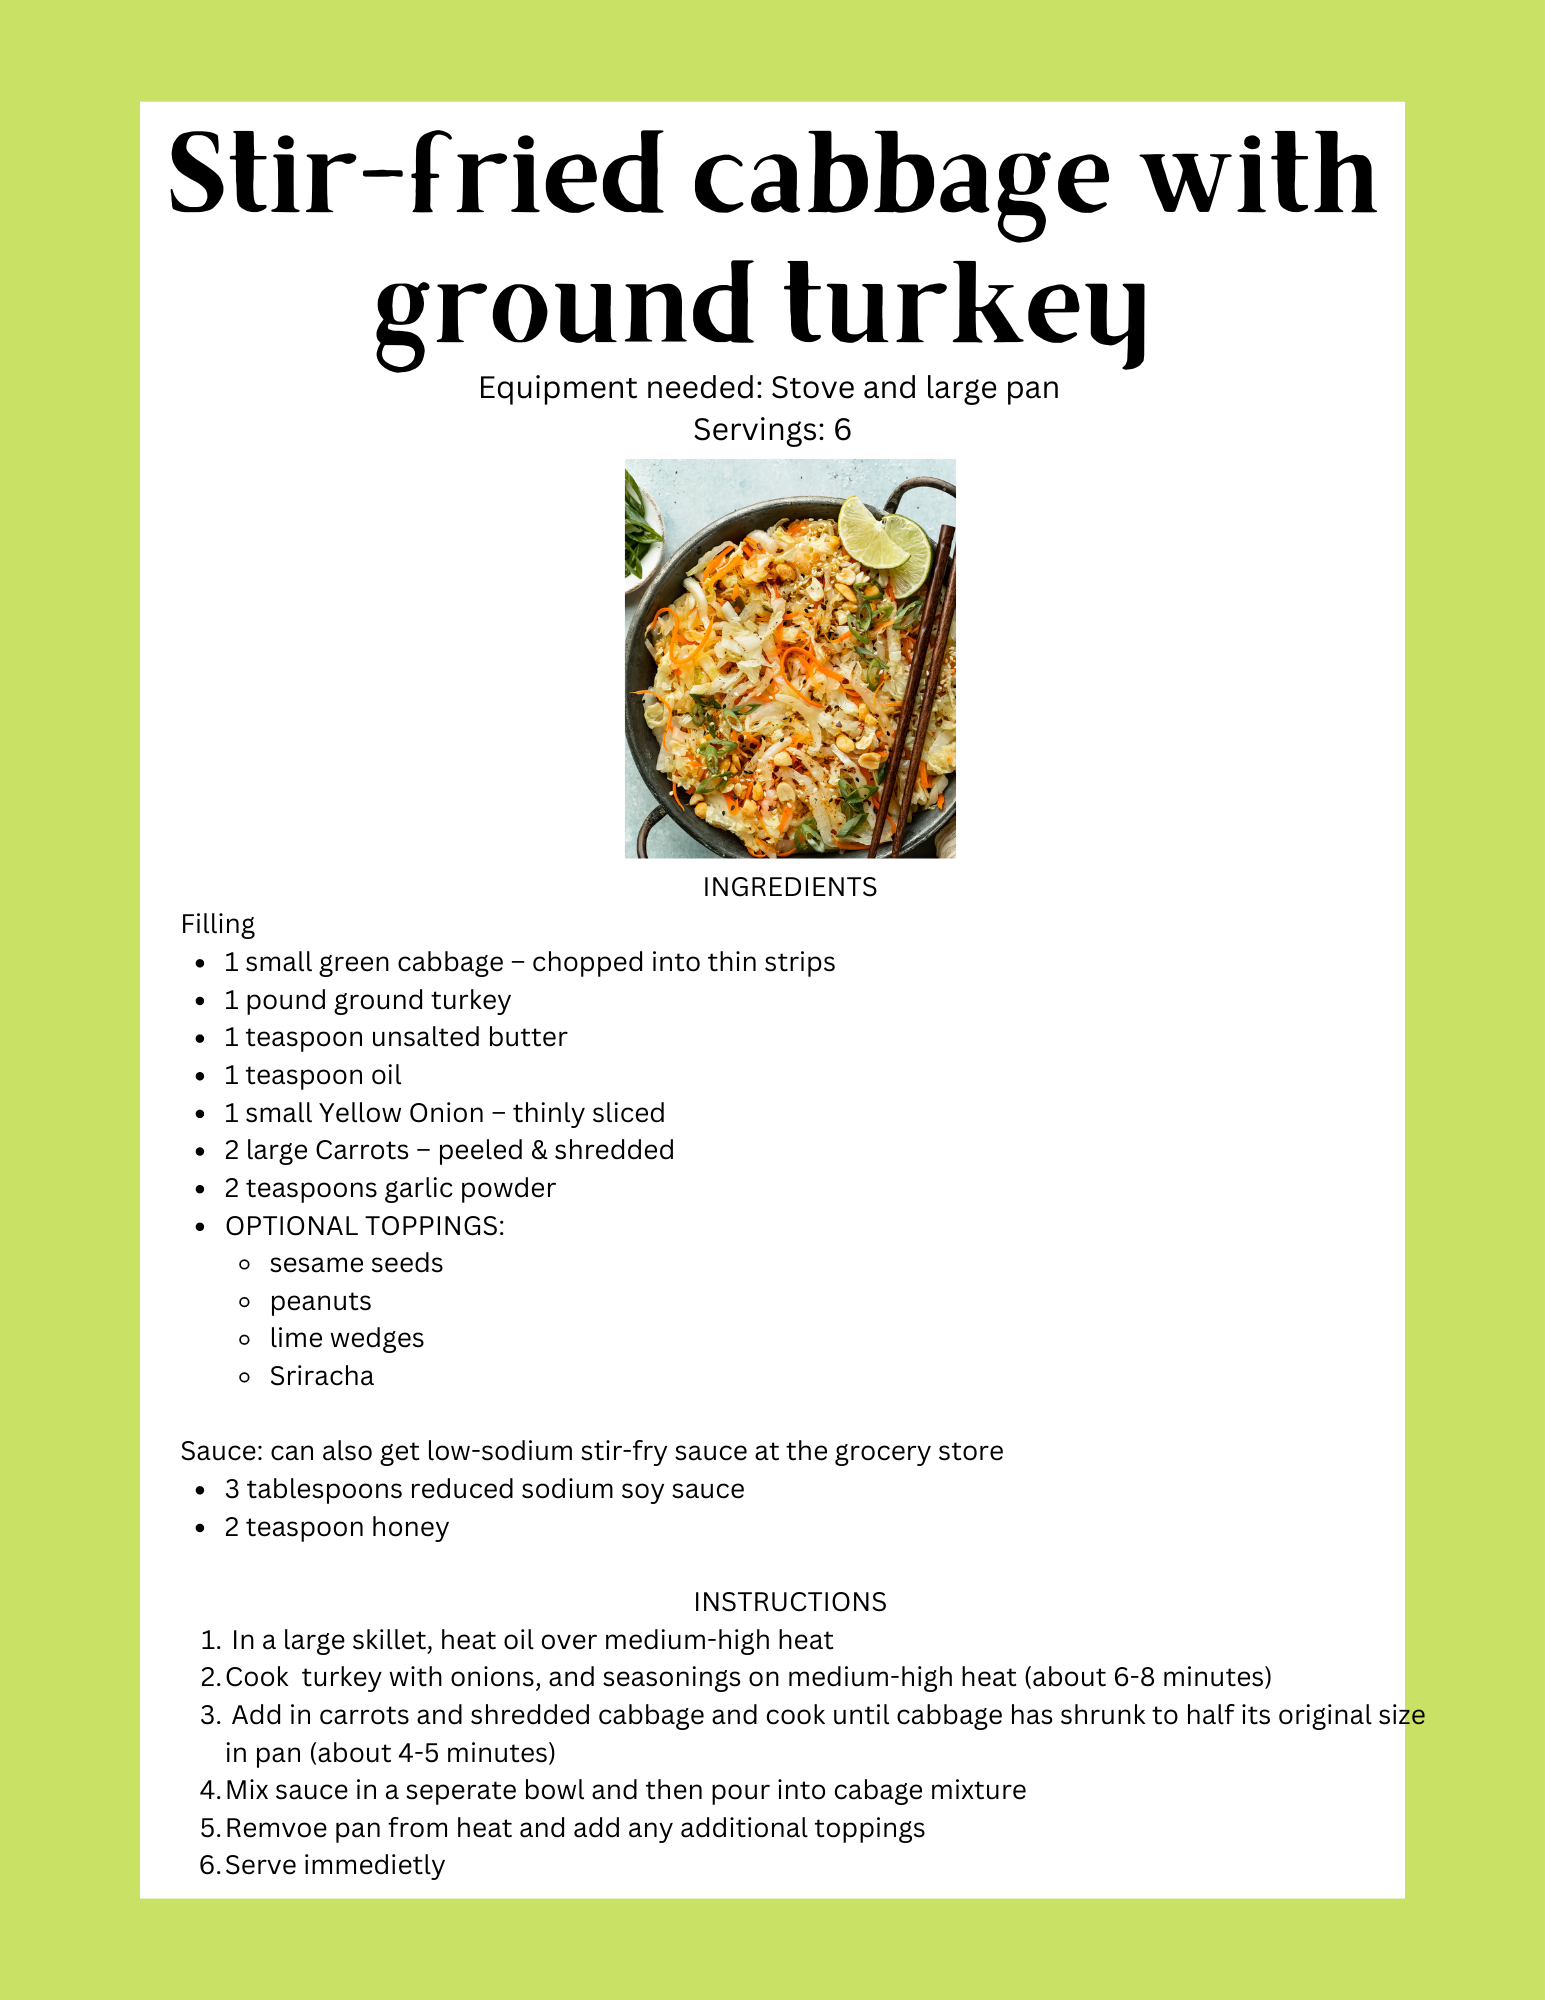 Stir-fried cabbage with
ground turkey
Equipment needed: Stove and large pan
Servings: 6
INGREDIENTS
Filling
• 1 small green cabbage – chopped into thin strips
• 1 pound ground turkey
• 1 teaspoon unsalted butter
• 1 teaspoon oil
• 1 small Yellow Onion – thinly sliced
• 2 large Carrots – peeled & shredded
• 2 teaspoons garlic powder
• OPTIONAL TOPPINGS:
◦ sesame seeds
◦ peanuts
◦ lime wedges
◦ Sriracha
Sauce: can also get low-sodium stir-fry sauce at the grocery store
• 3 tablespoons reduced sodium soy sauce
• 2 teaspoon honey
INSTRUCTIONS
1. In a large skillet, heat oil over medium-high heat
2. Cook turkey with onions, and seasonings on medium-high heat (about 6-8 minutes)
3. Add in carrots and shredded cabbage and cook until cabbage has shrunk to half its original size
in pan (about 4-5 minutes)
4. Mix sauce in a seperate bowl and then pour into cabage mixture
5. Remvoe pan from heat and add any additional toppings
6. Serve immedietly